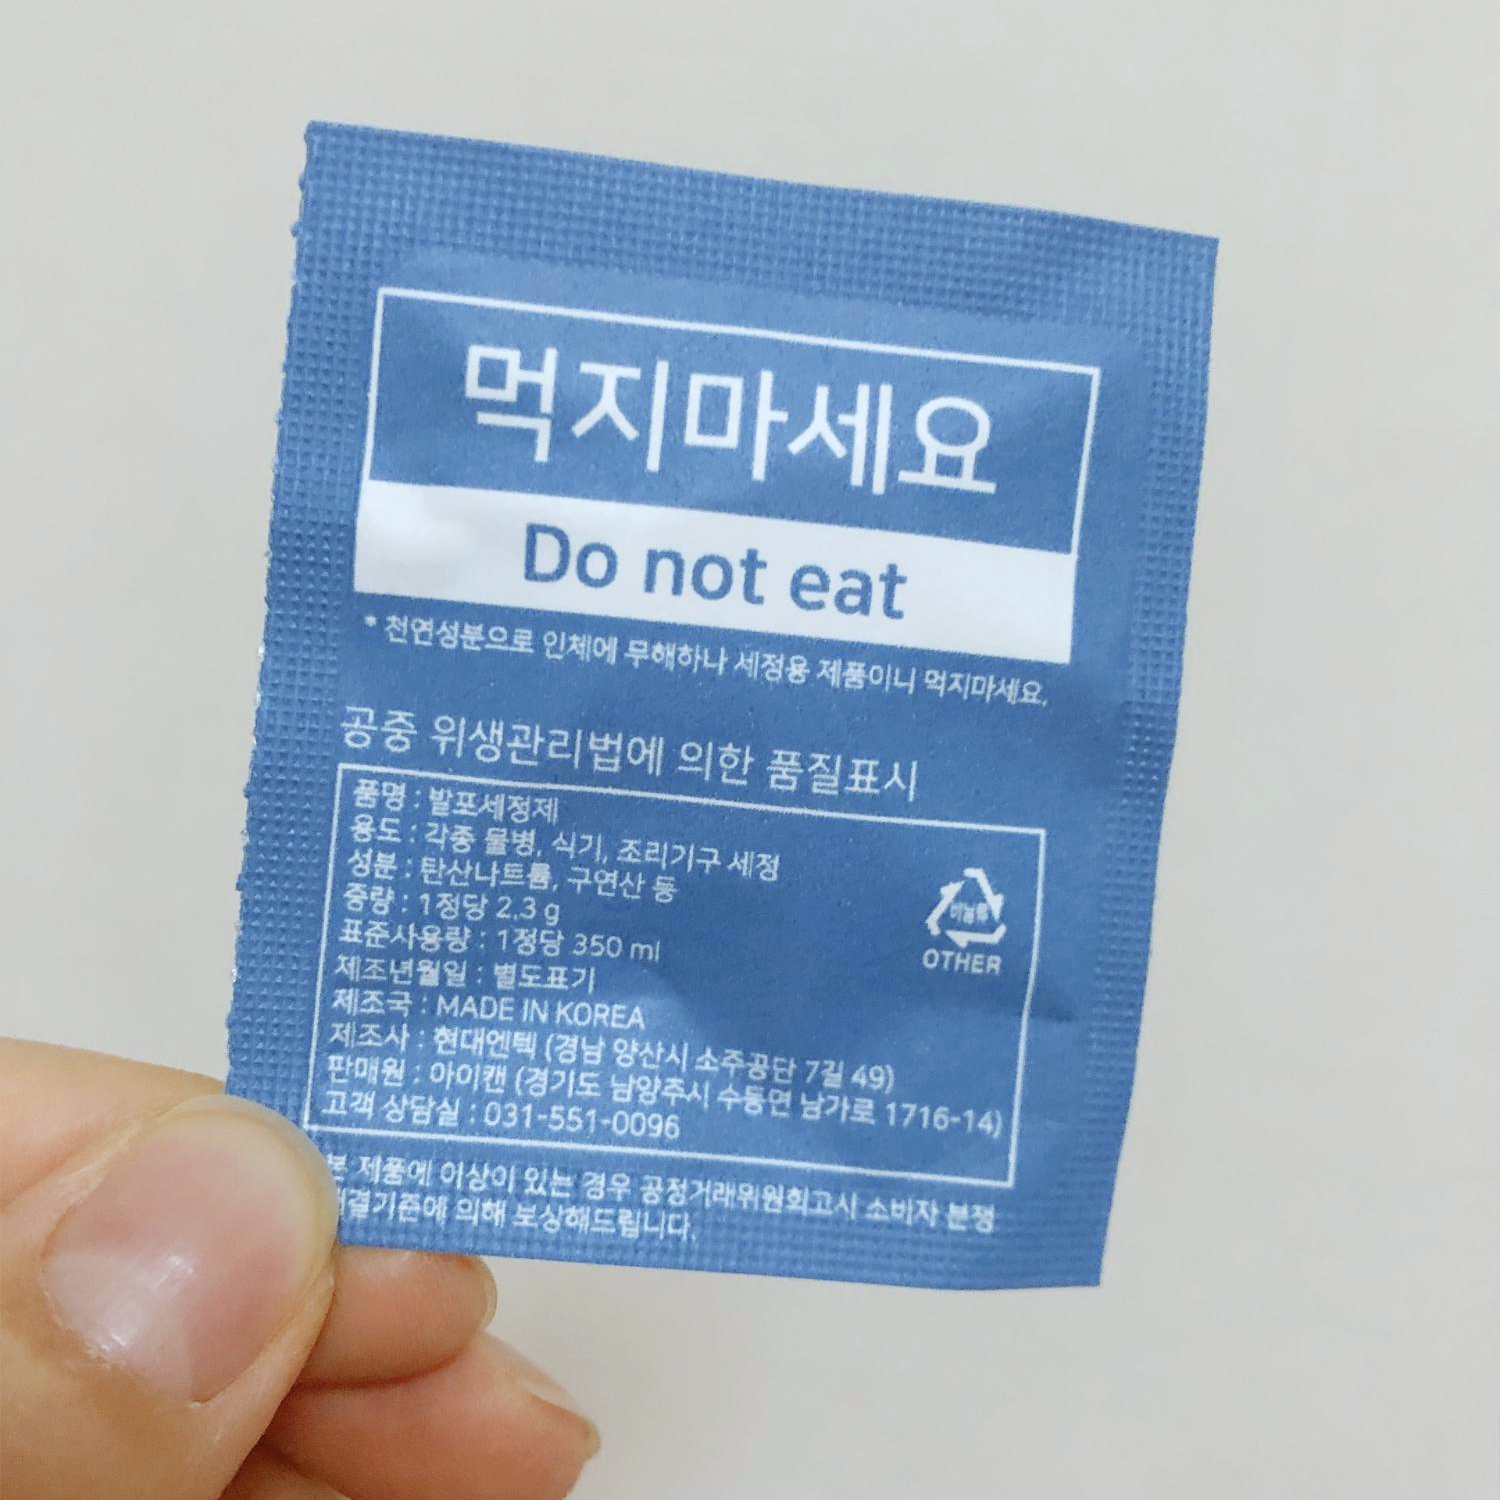 먹지마세요
Do not eat
* 천연성분으로 인체에 무해하나 세정용 제품이니 먹지마세요.
공중 위생관리법에 의한 품질표시
품명 : 발포세정제
용도 : 각종 물병, 식기, 조리기구 세정
성분 : 탄산나트륨, 구연산 등
중량 : 1정당 2.3 g
표준사용량 : 1정당 350 ml
제조년월일 : 별도표기
제조국 : MADE IN KOREA
제조사 : 현대엔텍 (경남 양산시 소주공단 7길 49)
판매원 : 아이캔 (경기도 남양주시 수동면 남가로 1716-14)
고객 상담실 : 031-551-0096
비닐류
OTHER
본 제품에 이상이 있는 경우 공정거래위원회고시 소비자 분쟁
의해 보상해드립니다.